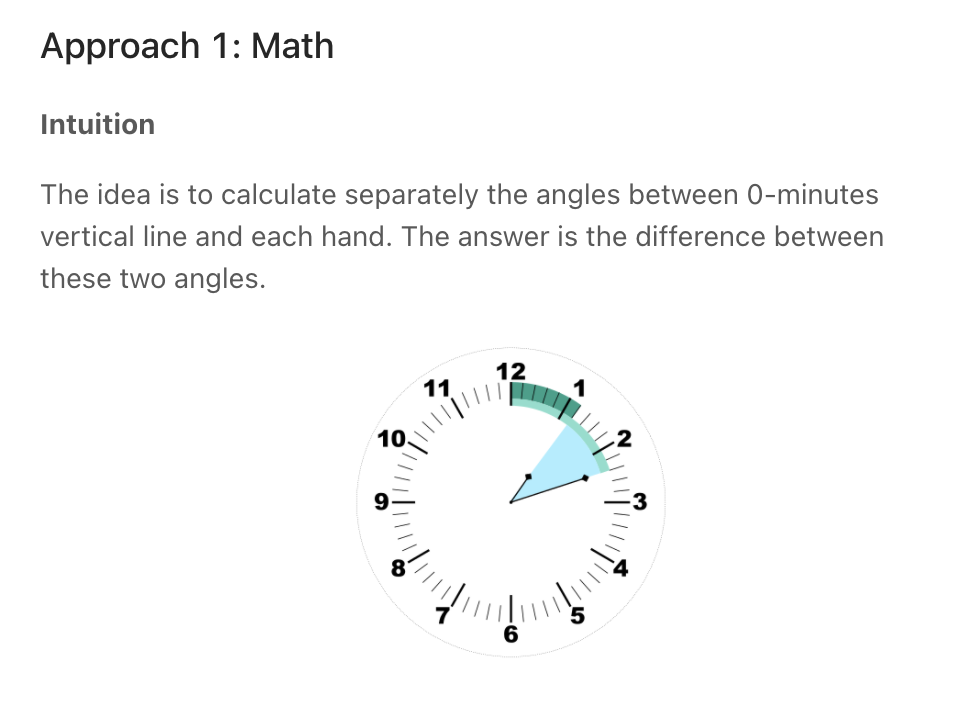 Approach 1: Math
Intuition
The idea is to calculate separately the angles between 0-minutes
vertical line and each hand. The answer is the difference between
these two angles.
12
11
1
10
2
9
3
8
4
7
5
6